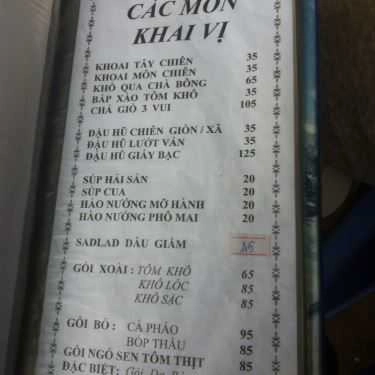 CÁC MÓN
KHAI VỊ
KHOAI TÂY CHIÊN 35
KHOAI MÔN CHIÊN 35
KHỔ QUA CHÀ BÔNG 65
BẮP XÀO TÔM KHÔ 35
CHẢ GIÒ 3 VUI 105
ĐẬU HŨ CHIÊN GIÒN / XÃ 35
ĐẬU HŨ LƯỚT VÁN 35
ĐẬU HŨ GIẤY BẠC 125
SÚP HẢI SẢN 20
SÚP CUA 20
HÀO NƯỚNG MỠ HÀNH 20
HÀO NƯỚNG PHÔ MAI 20
SADLAD DẦU GIẤM
GỎI XOÀI : TÔM KHÔ 65
KHÔ LÓC 85
KHÔ SẶC 85
GỎI BÒ : CÀ PHÁO 95
BÓP THẤU 85
GỎI NGÓ SEN TÔM THỊT 85
ĐẶC BIỆT: Gỏi Da 85